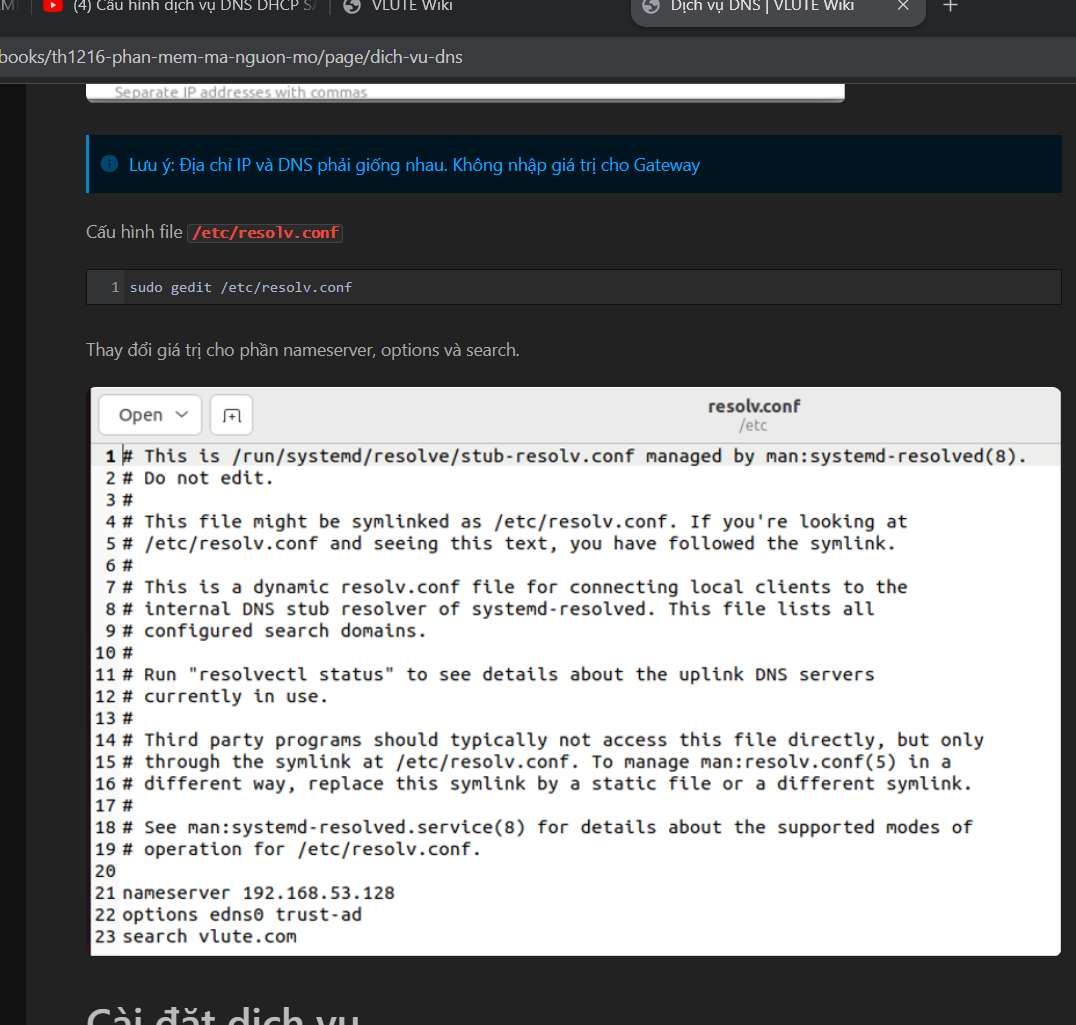 (4) Cấu hình dịch vụ DNS DHCP
VLUTE Wiki
Dịch vụ DNS | VLUTE Wiki
books/th1216-phan-mem-ma-nguon-mo/page/dich-vu-dns
Separate IP addresses with commas
Lưu ý: Địa chỉ IP và DNS phải giống nhau. Không nhập giá trị cho Gateway
Cấu hình file /etc/resolv.conf
1 sudo gedit /etc/resolv.conf
Thay đổi giá trị cho phần nameserver, options và search.
Open
resolv.conf
/etc
1 # This is /run/systemd/resolve/stub-resolv.conf managed by man:systemd-resolved(8).
2 # Do not edit.
3 #
4 # This file might be symlinked as /etc/resolv.conf. If you're looking at
5 # /etc/resolv.conf and seeing this text, you have followed the symlink.
6 #
7 # This is a dynamic resolv.conf file for connecting local clients to the
8 # internal DNS stub resolver of systemd-resolved. This file lists all
9 # configured search domains.
10 #
11 # Run "resolvectl status" to see details about the uplink DNS servers
12 # currently in use.
13 #
14 # Third party programs should typically not access this file directly, but only
15 # through the symlink at /etc/resolv.conf. To manage man:resolv.conf(5) in a
16 # different way, replace this symlink by a static file or a different symlink.
17 #
18 # See man:systemd-resolved.service(8) for details about the supported modes of
19 # operation for /etc/resolv.conf.
20
21 nameserver 192.168.53.128
22 options edns0 trust-ad
23 search vlute.com
Cài đặt dịch vụ